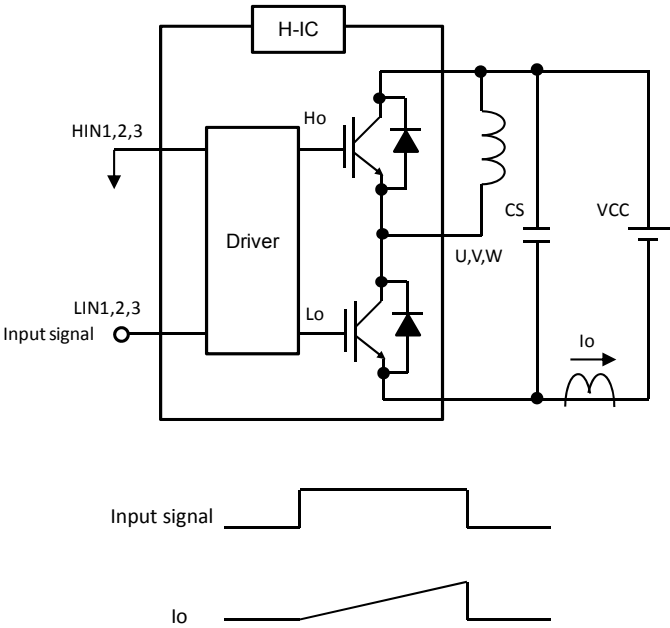 H-IC
HIN1,2,3
Ho
Driver
CS
VCC
U,V,W
LIN1,2,3
Lo
Input signal
Io
Input signal
Io